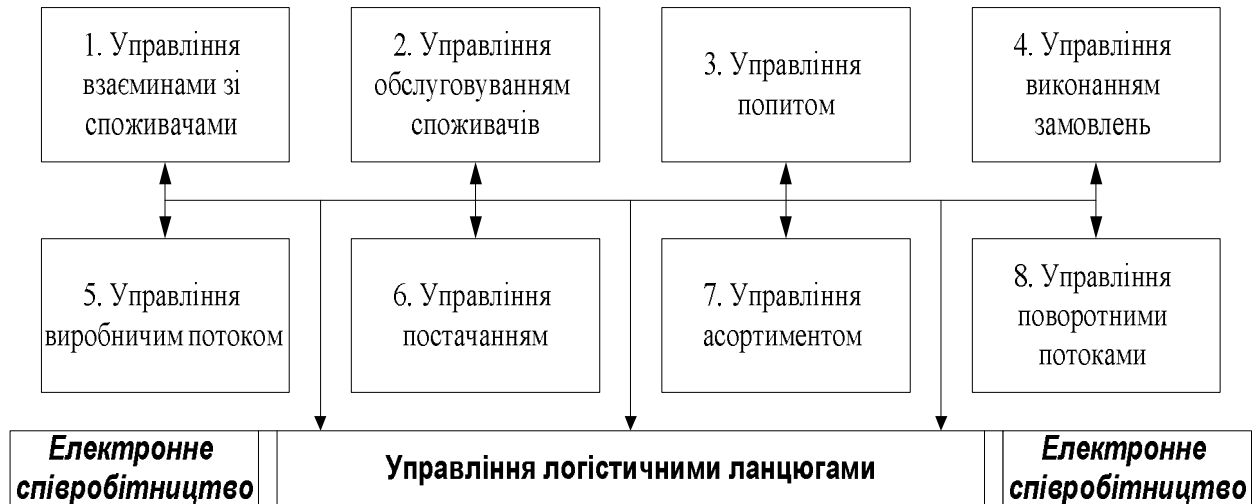 1. Управління
взаєминами зі
споживачами
2. Управління
обслуговуванням
споживачів
3. Управління
попитом
4. Управління
виконанням
замовлень
5. Управління
виробничим потоком
6. Управління
постачанням
7. Управління
асортиментом
8. Управління
поворотними
потоками
Електронне
співробітництво
Управління логістичними ланцюгами
Електронне
співробітництво